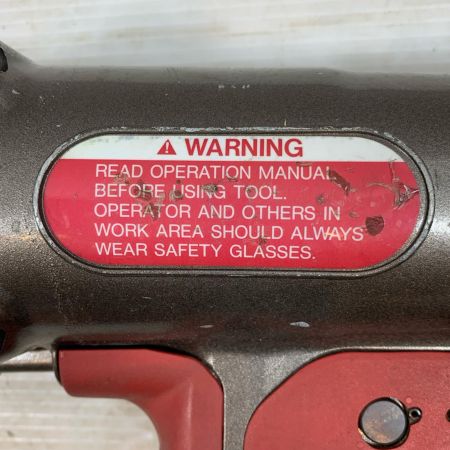 WARNING
READ OPERATION MANUAL
BEFORE USING TOOL.
OPERATOR AND OTHERS IN
WORK AREA SHOULD ALWAYS
WEAR SAFETY GLASSES.